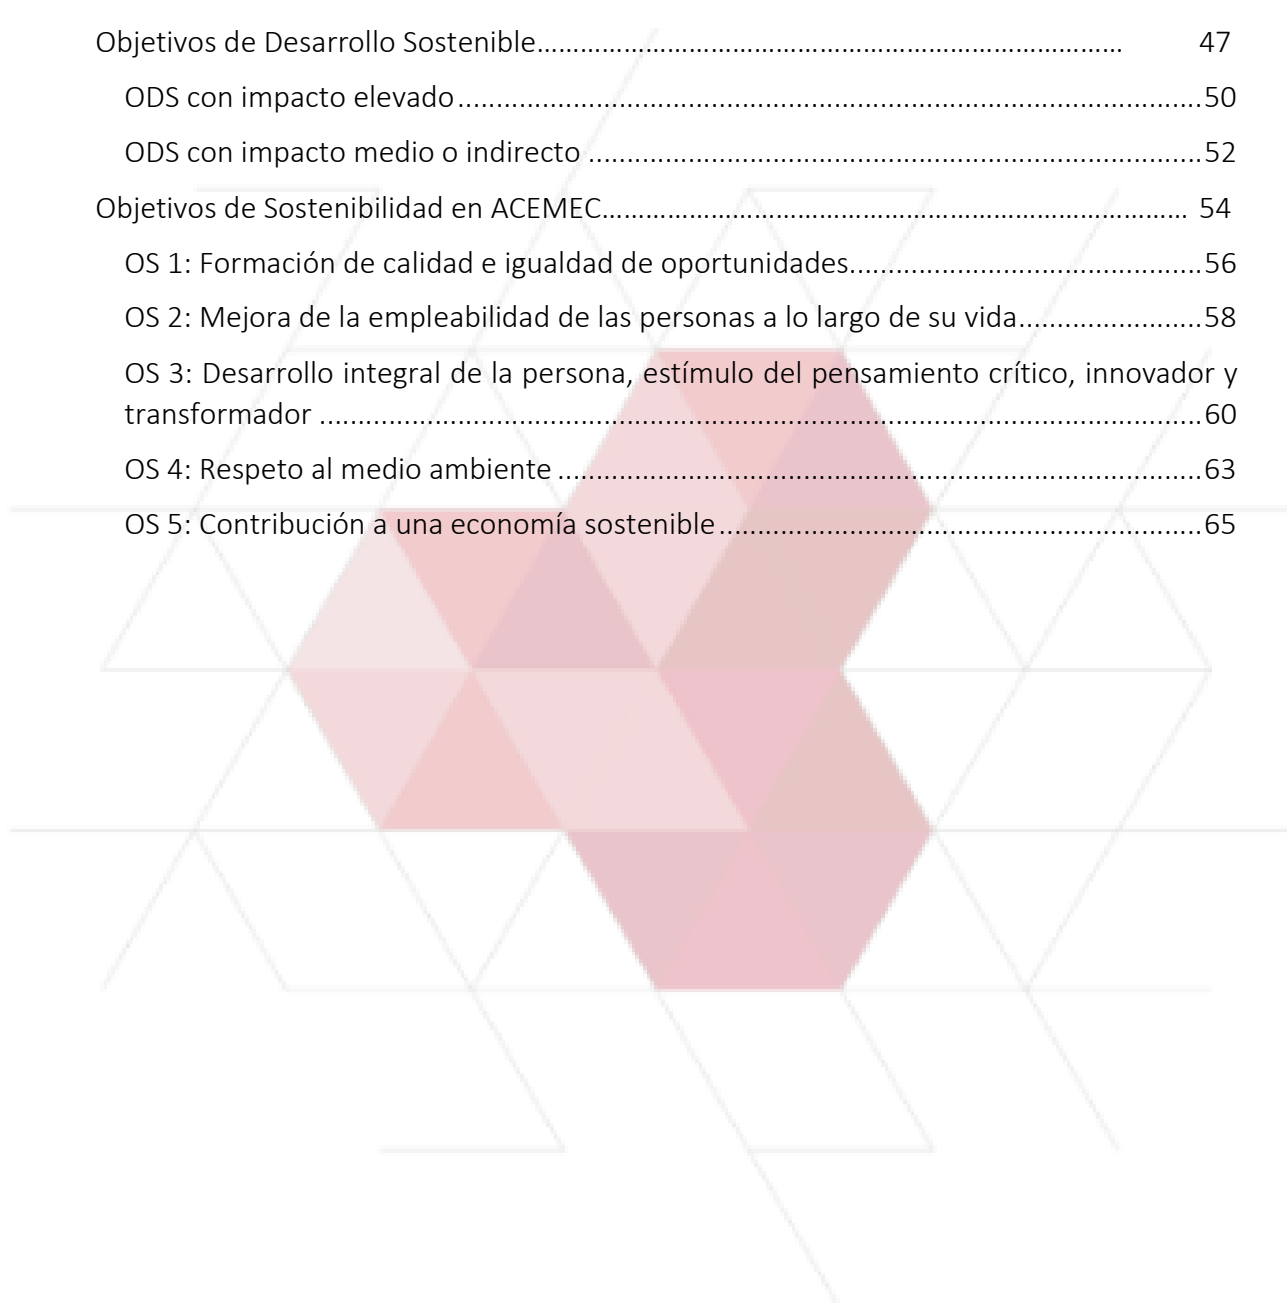 Objetivos de Desarrollo Sostenible........................................................................ 47
ODS con impacto elevado................................................................................................50
ODS con impacto medio o indirecto................................................................................52
Objetivos de Sostenibilidad en ACEMEC........................................................................ 54
OS 1: Formación de calidad e igualdad de oportunidades..............................................56
OS 2: Mejora de la empleabilidad de las personas a lo largo de su vida........................58
OS 3: Desarrollo integral de la persona, estímulo del pensamiento crítico, innovador y
transformador..................................................................................................................60
OS 4: Respeto al medio ambiente....................................................................................63
OS 5: Contribución a una economía sostenible...............................................................65